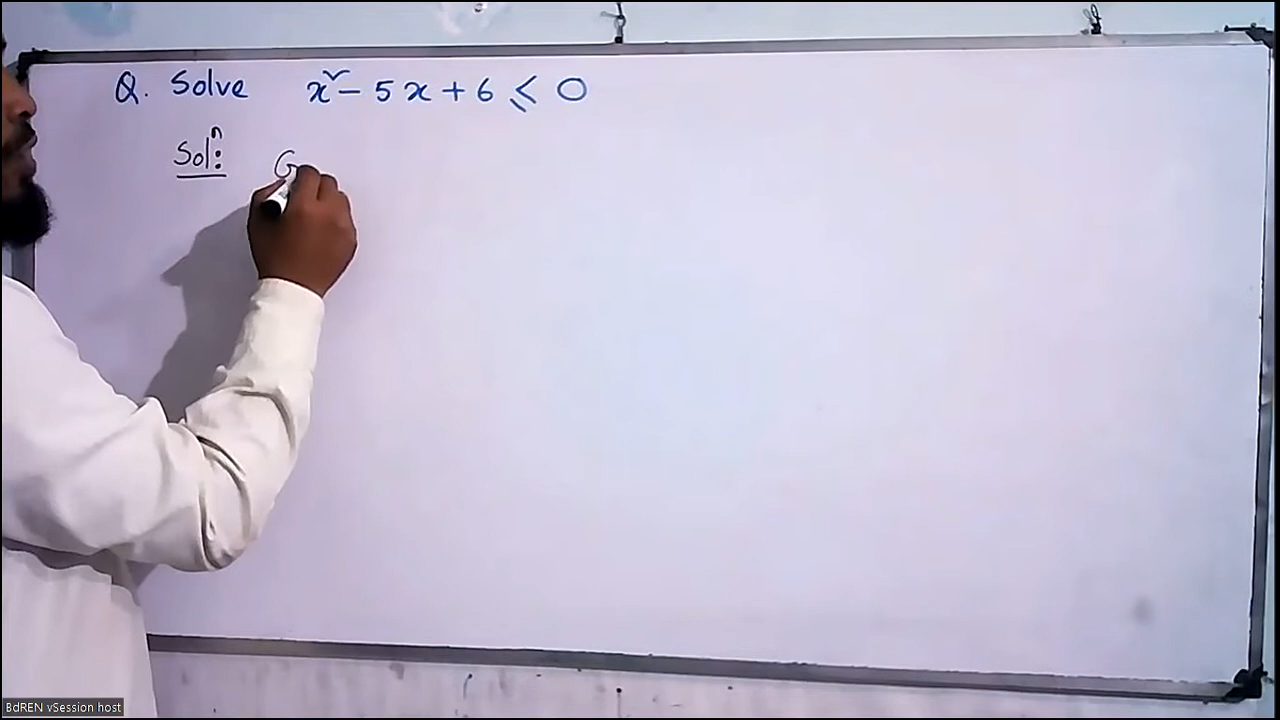 Q. Solve x² - 5x + 6 ≤ 0
Solⁿ: G
BdREN vSession host